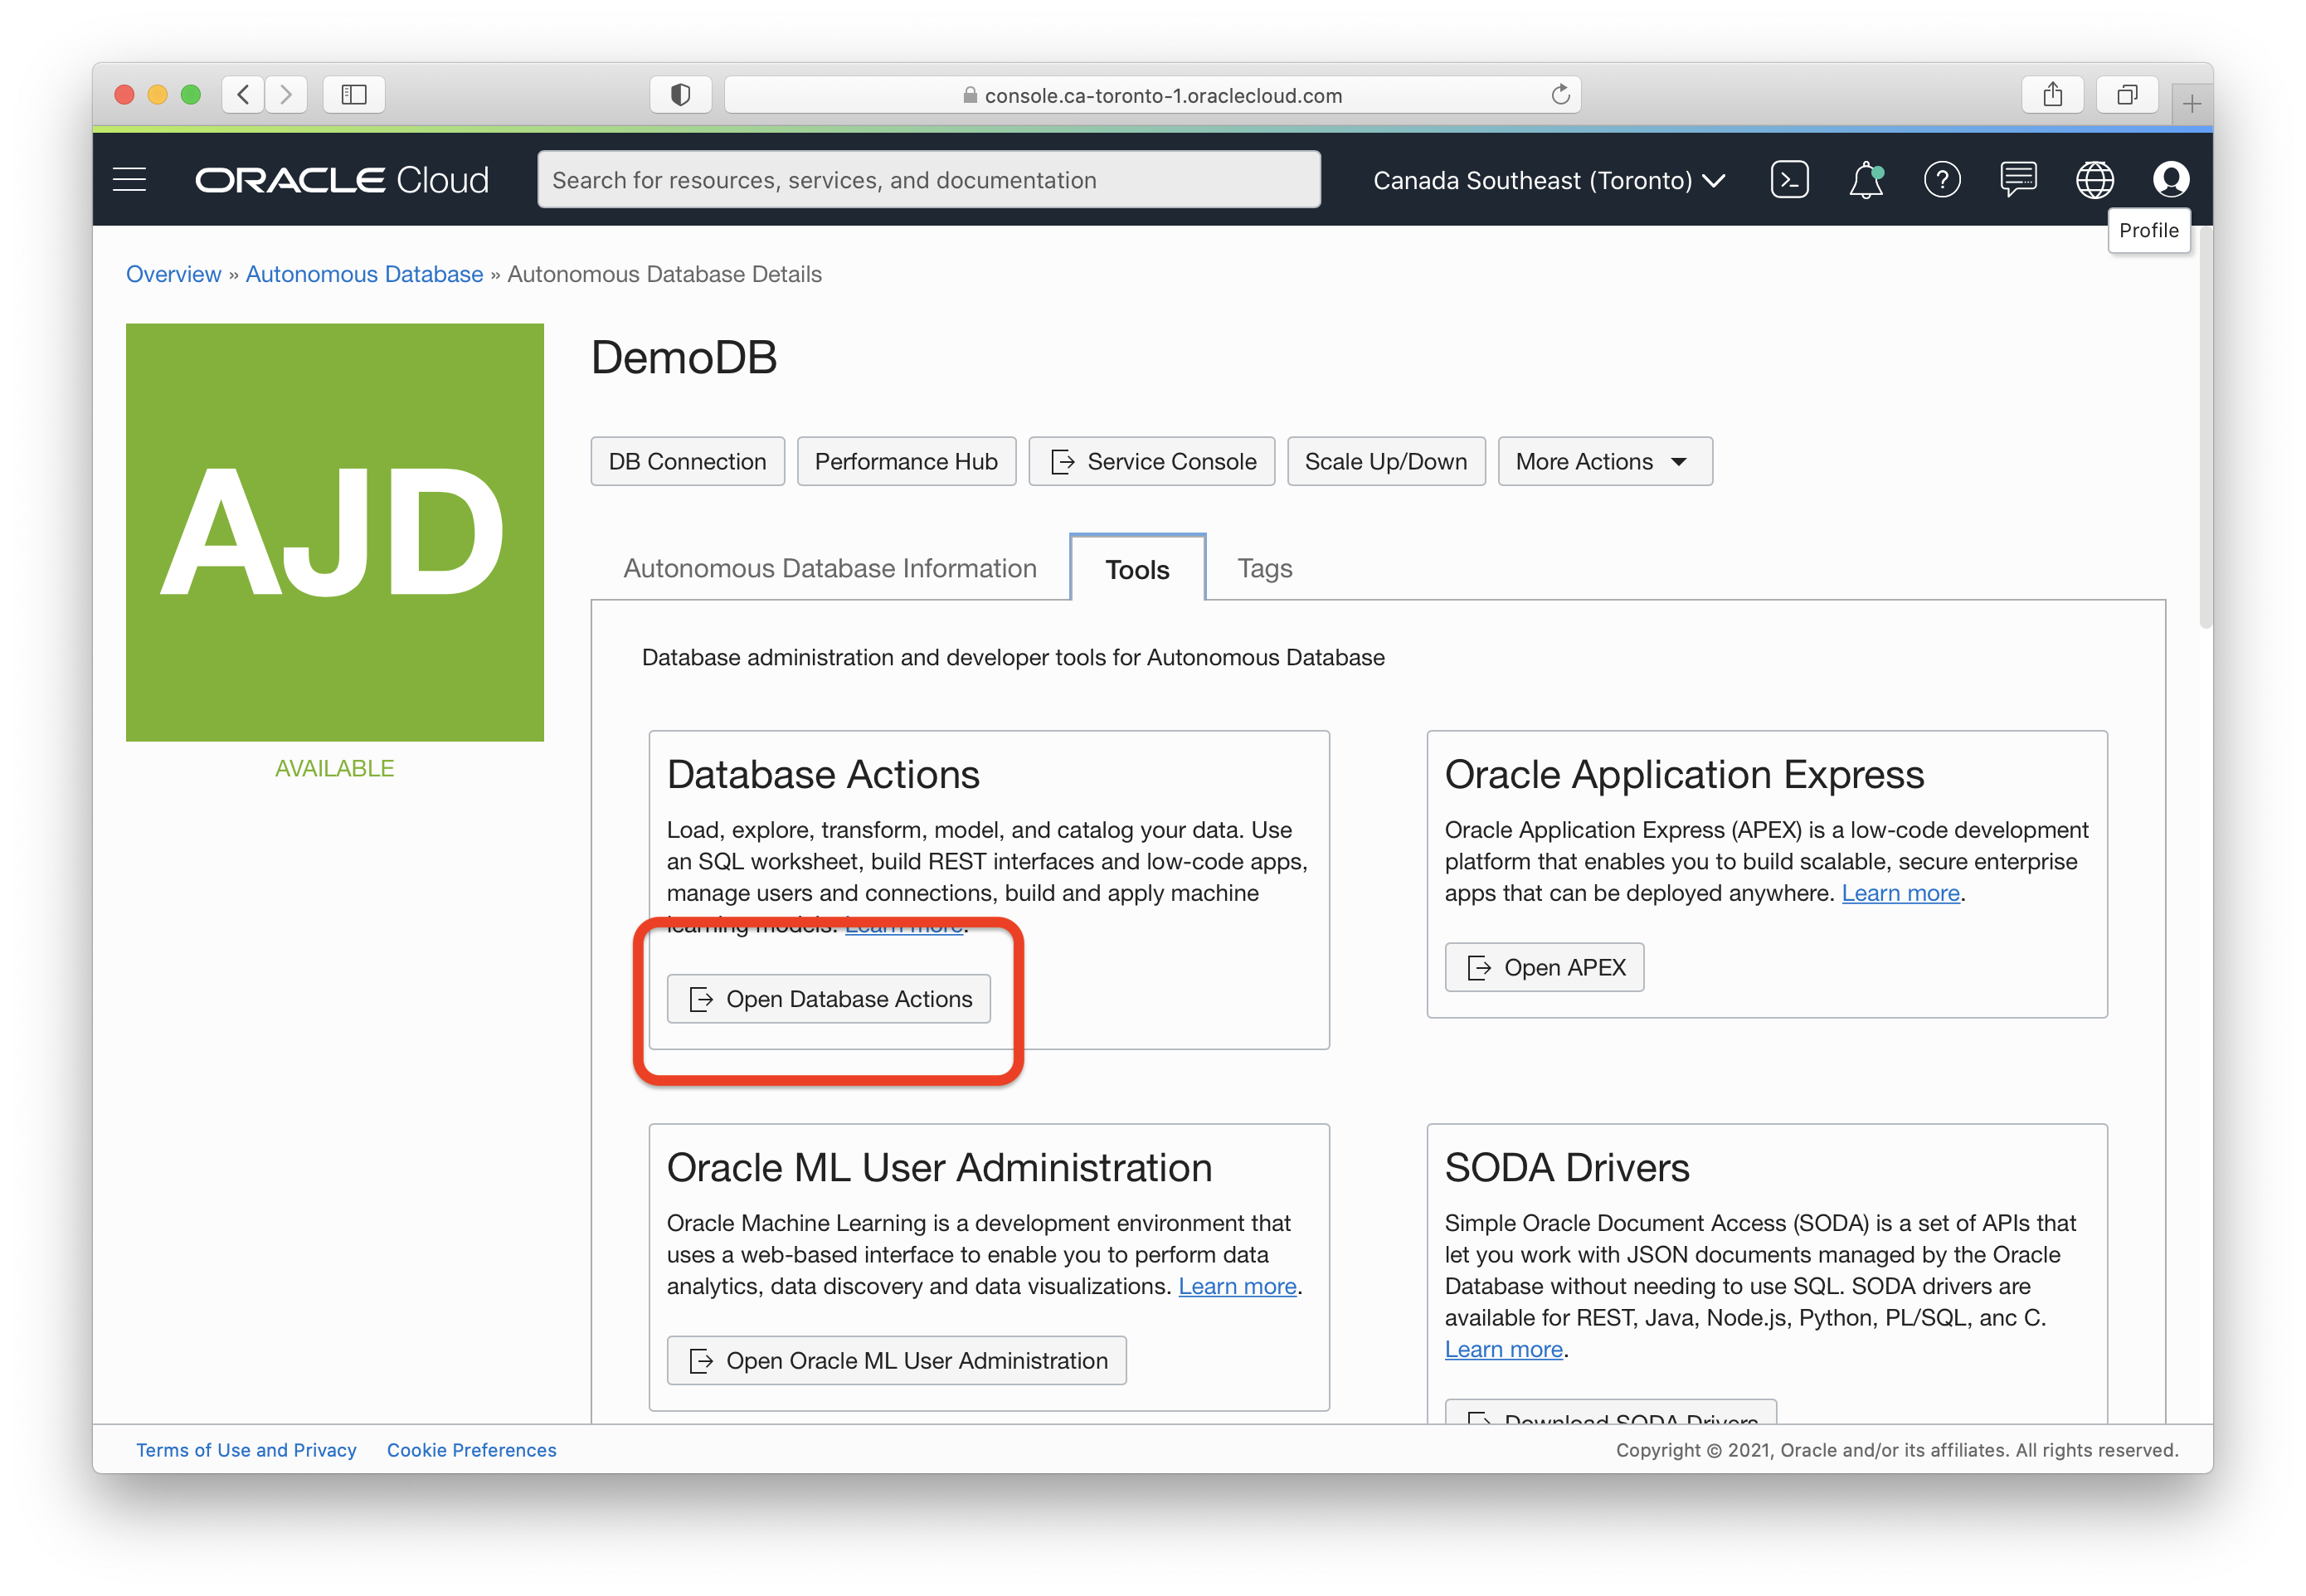 console.ca-toronto-1.oraclecloud.com
ORACLE Cloud
Search for resources, services, and documentation
Canada Southeast (Toronto)
Profile
Overview » Autonomous Database » Autonomous Database Details
AJD
AVAILABLE
DemoDB
DB Connection
Performance Hub
Service Console
Scale Up/Down
More Actions
Autonomous Database Information
Tools
Tags
Database administration and developer tools for Autonomous Database
Database Actions
Load, explore, transform, model, and catalog your data. Use
an SQL worksheet, build REST interfaces and low-code apps,
manage users and connections, build and apply machine
learning models. Learn more.
Open Database Actions
Oracle Application Express
Oracle Application Express (APEX) is a low-code development
platform that enables you to build scalable, secure enterprise
apps that can be deployed anywhere. Learn more.
Open APEX
Oracle ML User Administration
Oracle Machine Learning is a development environment that
uses a web-based interface to enable you to perform data
analytics, data discovery and data visualizations. Learn more.
Open Oracle ML User Administration
SODA Drivers
Simple Oracle Document Access (SODA) is a set of APIs that
let you work with JSON documents managed by the Oracle
Database without needing to use SQL. SODA drivers are
available for REST, Java, Node.js, Python, PL/SQL, anc C.
Learn more.
Download SODA Drivers
Terms of Use and Privacy
Cookie Preferences
Copyright © 2021, Oracle and/or its affiliates. All rights reserved.